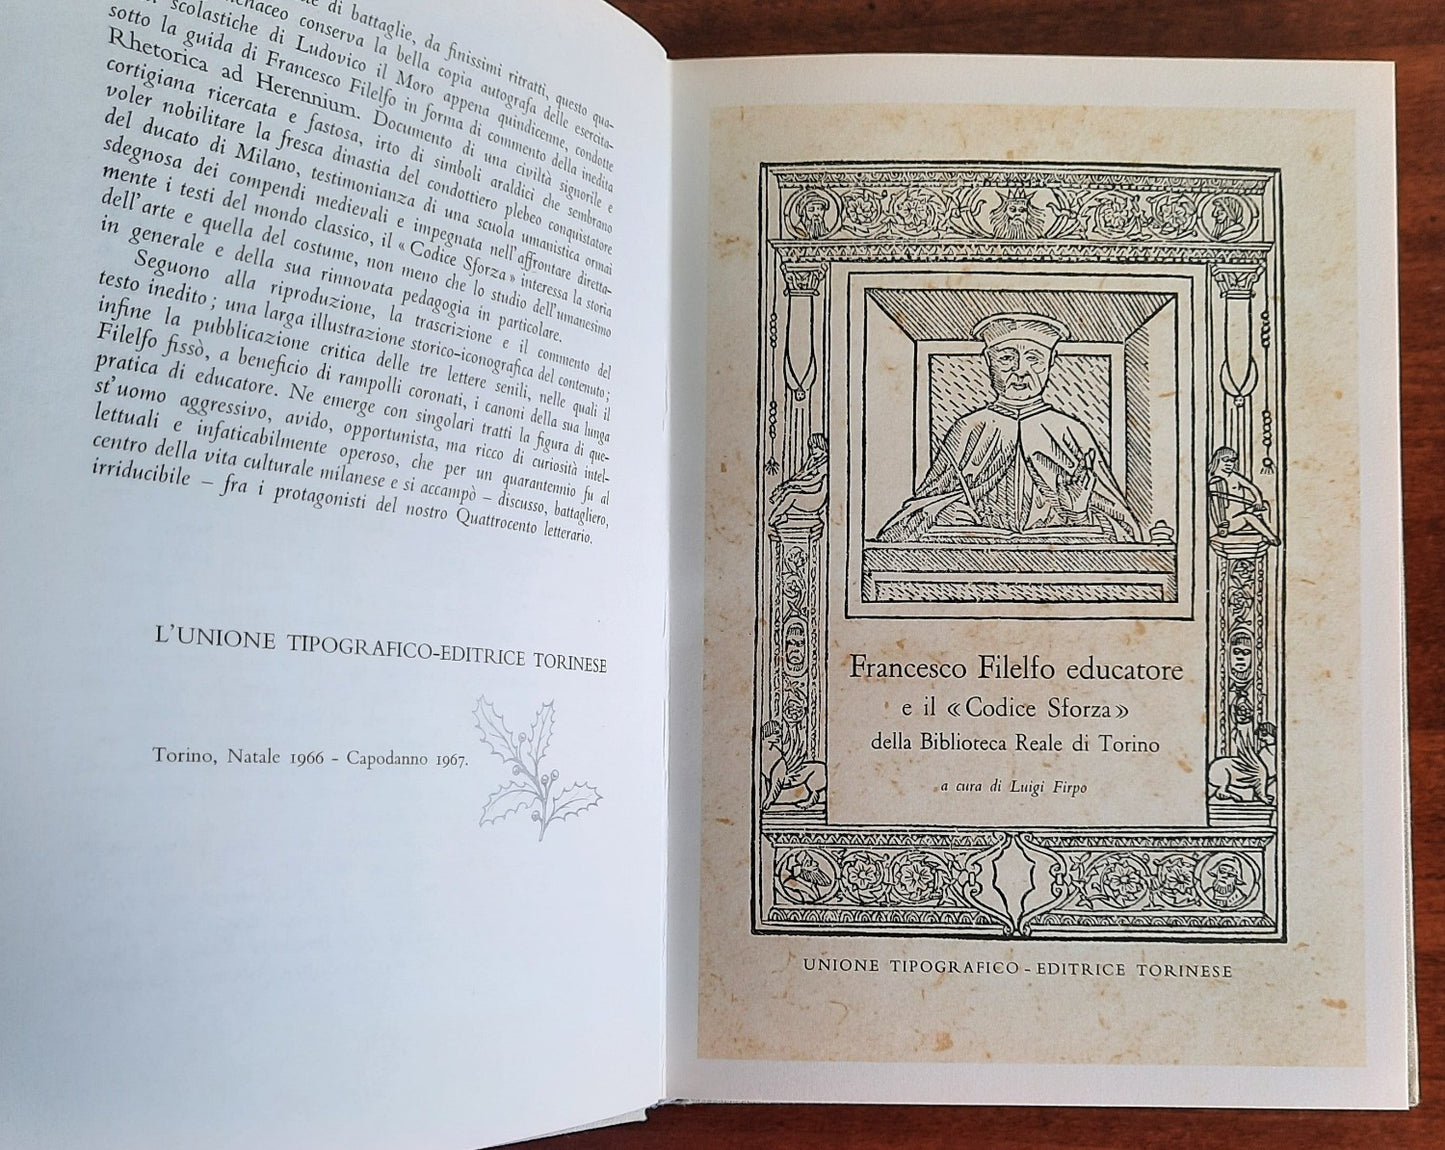 di battaglie, da finissimi ritratti, questo qua-
conserva la bella copia autografa delle esercita-
scolastiche di Ludovico il Moro appena quindicenne, condotte
sotto la guida di Francesco Filelfo in forma di commento della inedita
Rhetorica ad Herennium. Documento di una civiltà signorile e
cortigiana ricercata e fastosa, irto di simboli araldici che sembrano
voler nobilitare la fresca dinastia del condottiero plebeo conquistatore
del ducato di Milano, testimonianza di una scuola umanistica ormai
sdegnosa dei compendi medievali e impegnata nell'affrontare diretta-
mente i testi del mondo classico, il «Codice Sforza» interessa la storia
dell'arte e quella del costume, non meno che lo studio dell'umanesimo
in generale e della sua rinnovata pedagogia in particolare.
Seguono alla riproduzione, la trascrizione e il commento del
testo inedito; una larga illustrazione storico-iconografica del contenuto;
infine la pubblicazione critica delle tre lettere senili, nelle quali il
Filelfo fissò, a beneficio di rampolli coronati, i canoni della sua lunga
pratica di educatore. Ne emerge con singolari tratti la figura di que-
st'uomo aggressivo, avido, opportunista, ma ricco di curiosità intel-
lettuali e infaticabilmente operoso, che per un quarantennio fu al
centro della vita culturale milanese e si accampò – discusso, battagliero,
irriducibile – fra i protagonisti del nostro Quattrocento letterario.
L'UNIONE TIPOGRAFICO-EDITRICE TORINESE
Torino, Natale 1966 - Capodanno 1967.
Francesco Filelfo educatore
e il «Codice Sforza»
della Biblioteca Reale di Torino
a cura di Luigi Firpo
UNIONE TIPOGRAFICO-EDITRICE TORINESE